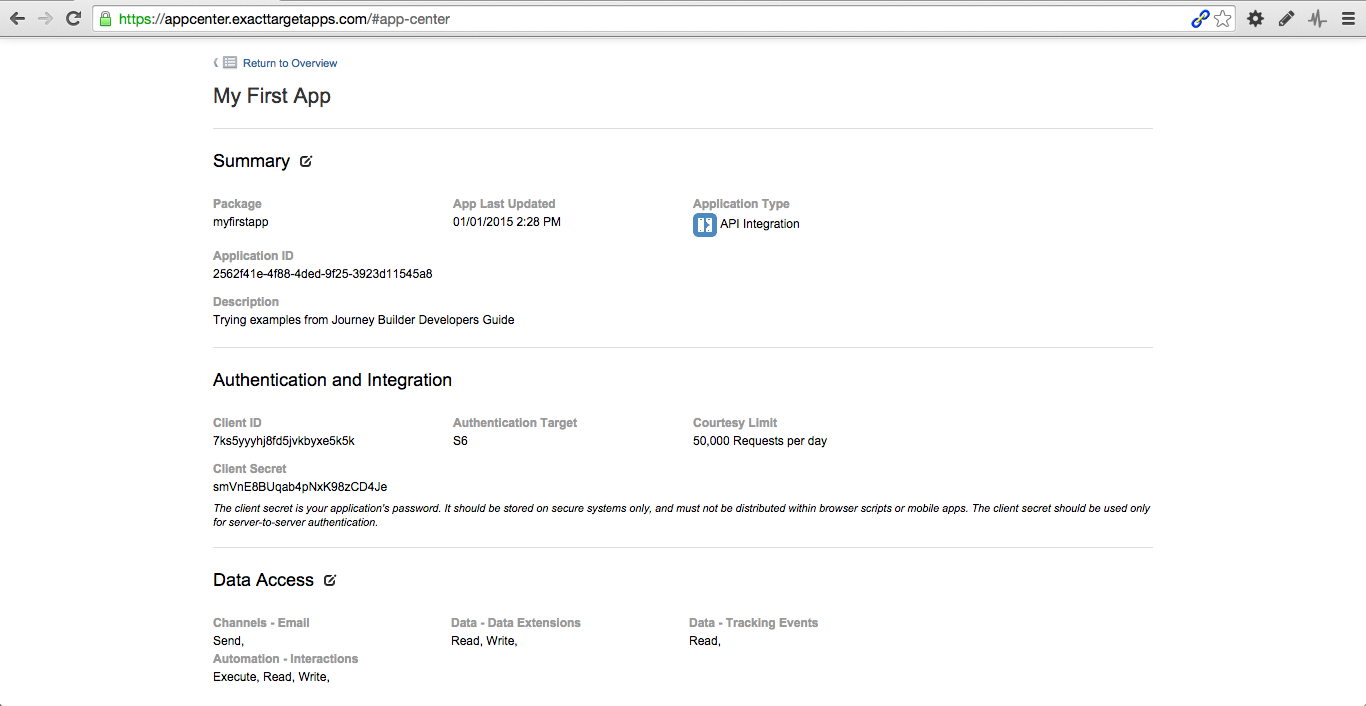 https://appcenter.exacttargetapps.com/#app-center
Return to Overview
My First App
Summary
Package App Last Updated Application Type
myfirstapp 01/01/2015 2:28 PM API Integration
Application ID
2562f41e-4f88-4ded-9f25-3923d11545a8
Description
Trying examples from Journey Builder Developers Guide
Authentication and Integration
Client ID Authentication Target Courtesy Limit
7ks5yyyhj8fd5jvkbyxe5k5k S6 50,000 Requests per day
Client Secret
smVnE8BUqab4pNxK98zCD4Je
The client secret is your application's password. It should be stored on secure systems only, and must not be distributed within browser scripts or mobile apps. The client secret should be used only
for server-to-server authentication.
Data Access
Channels - Email Data - Data Extensions Data - Tracking Events
Send, Read, Write, Read,
Automation - Interactions
Execute, Read, Write,